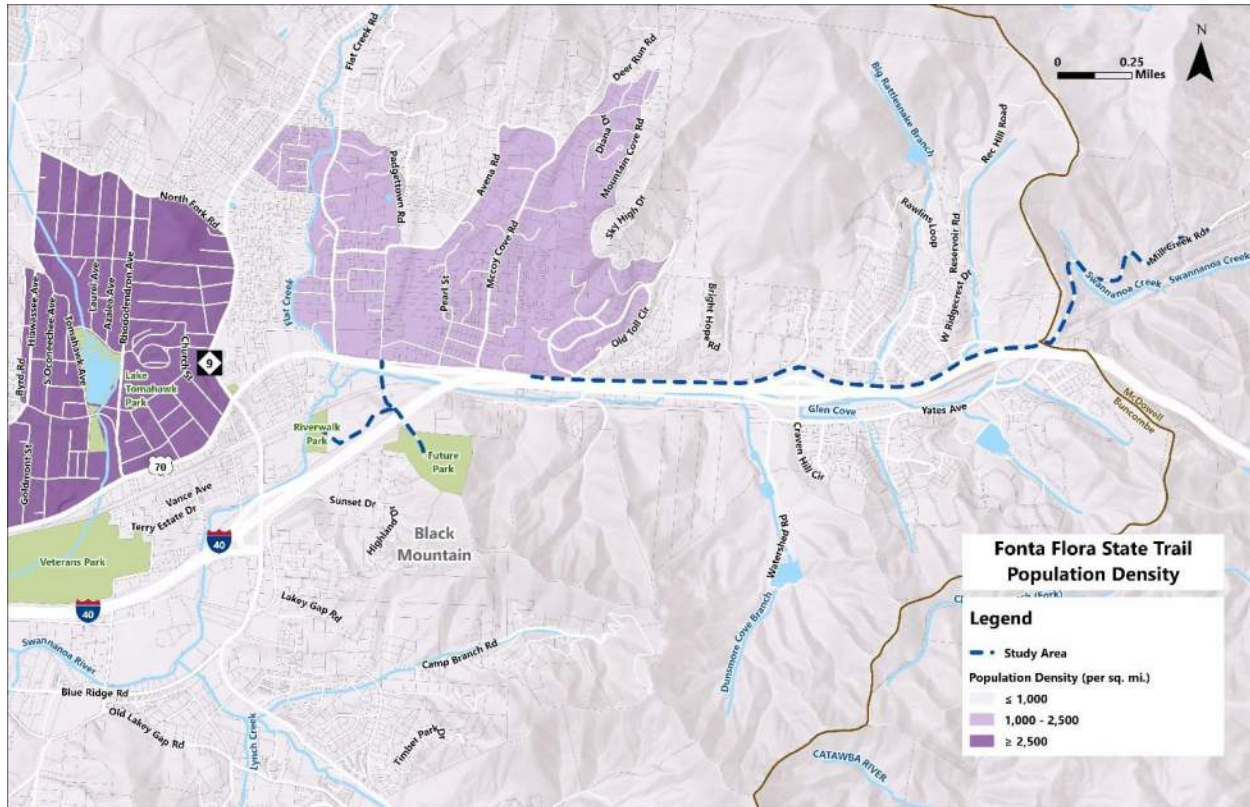 Flat Creek Rd
Deer Run Rd
N
0 0.25
Miles
Big Rattlesnake Branch
Diana Dr
Mountain Cove Rd
Rec Hill Road
Padgettown Rd
Avena Rd
North Fork Rd
Sky High Dr
Rawlins Loop
Reservoir Rd
Mill Creek Rd
Swannanoa Creek
Swannanoa Creek
Mccoy Cove Rd
W Ridgecrest Dr
Hiawassee Ave
Laurel Ave
Azalea Ave
Rhododendron Ave
Flat Creek
Pearl St
Bright Hope Rd
Old Toll Cir
S Ocontechee Ave
Tomahawk Ave
Church St
9
Byrd Rd
Lake
Tomahawk
Park
McDowell
Buncombe
Glen Cove
Yates Ave
Riverwalk
Park
Craven Hill Cir
Goldmont St
70
Future
Park
Vance Ave
Sunset Dr
Terry Estate Dr
Highland Dr
Black
Mountain
40
Watershed Rd
Veterans Park
40
Lakey Gap Rd
Dunsmore Cove Branch
(Fork)
Swannanoa River
Camp Branch Rd
Blue Ridge Rd
Old Lakey Gap Rd
Lynch Creek
Timber Park Dr
CATAWBA RIVER
Fonta Flora State Trail
Population Density
Legend
Study Area
Population Density (per sq. mi.)
≤ 1,000
1,000 - 2,500
≥ 2,500